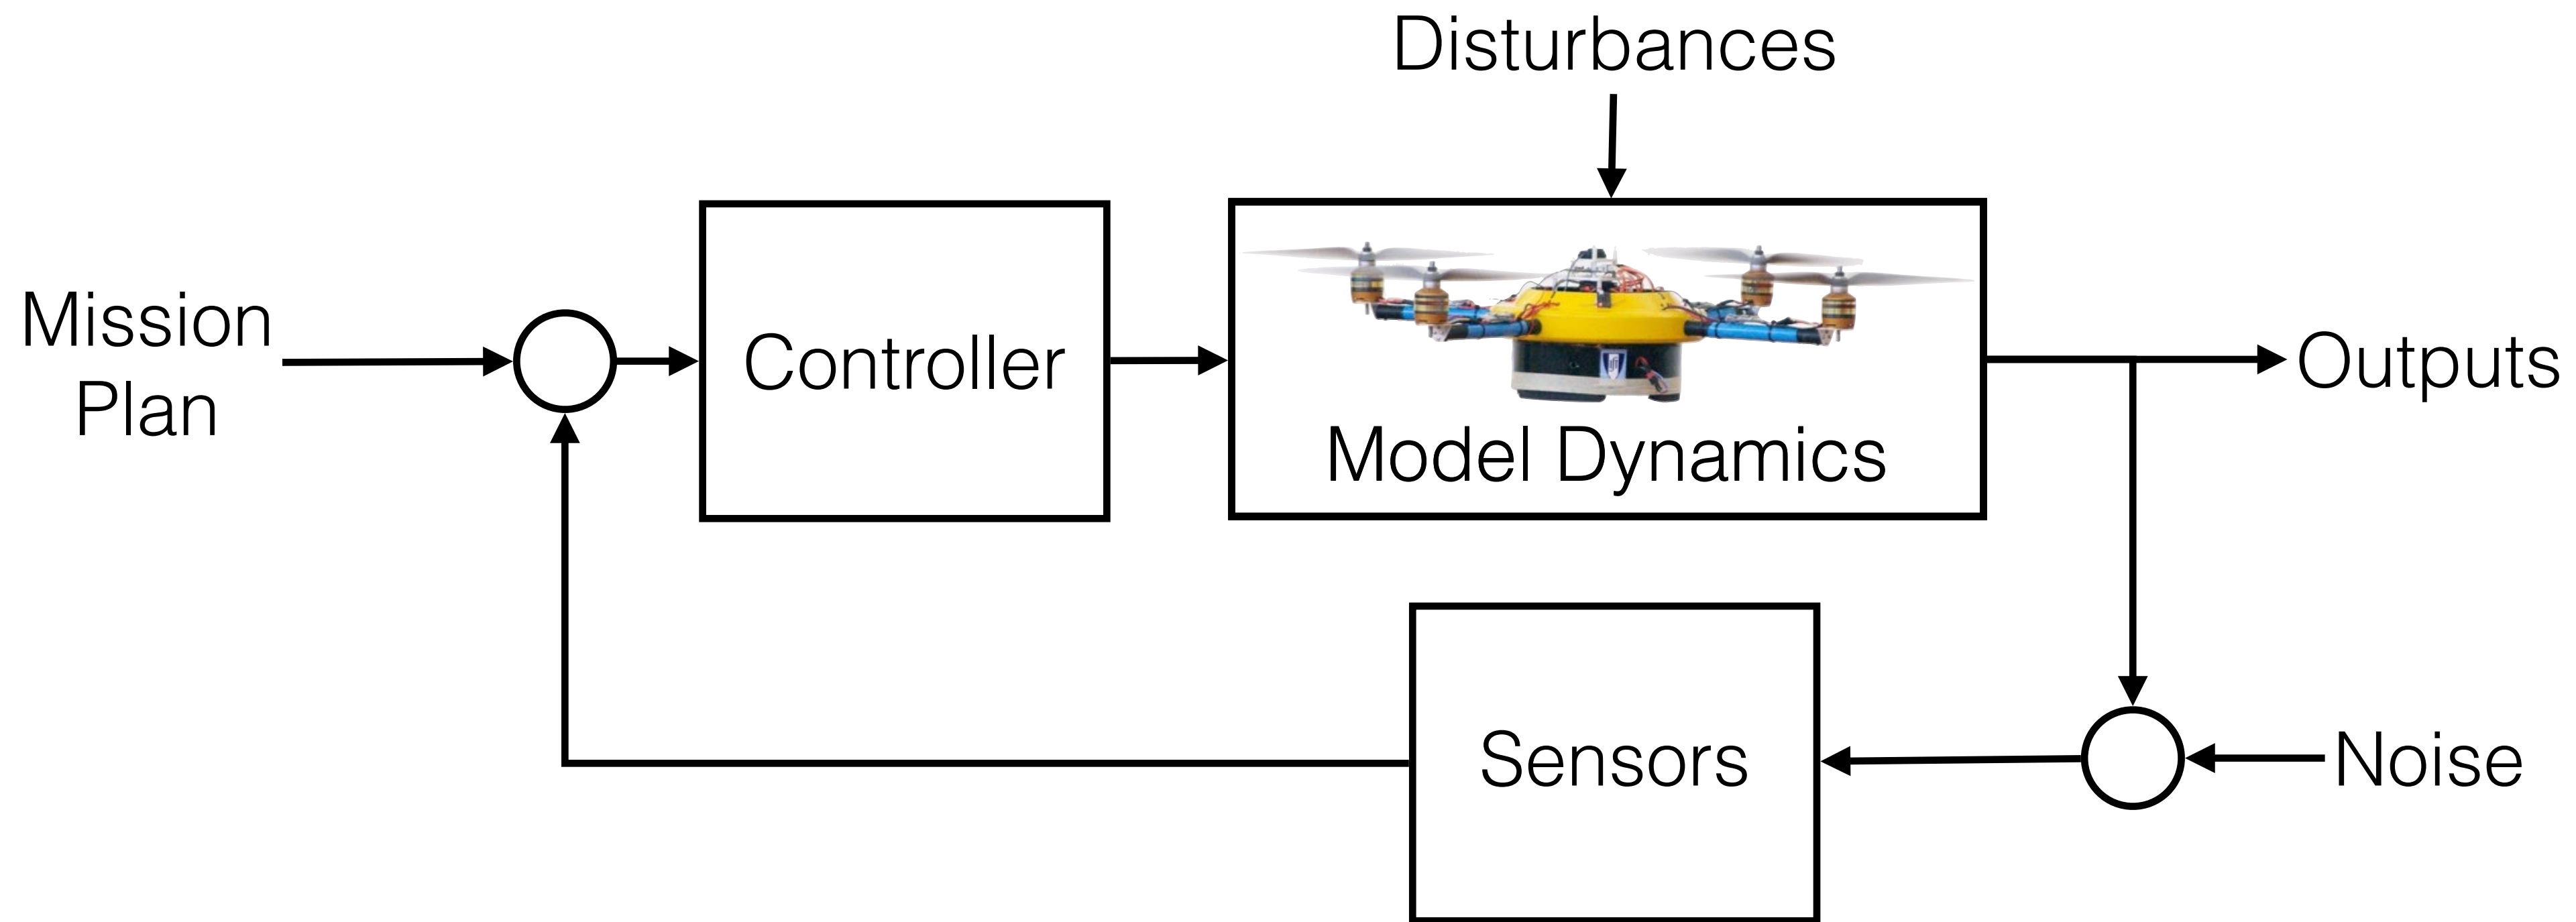 Disturbances
Mission
Plan
Controller
Model Dynamics
Outputs
Sensors
Noise